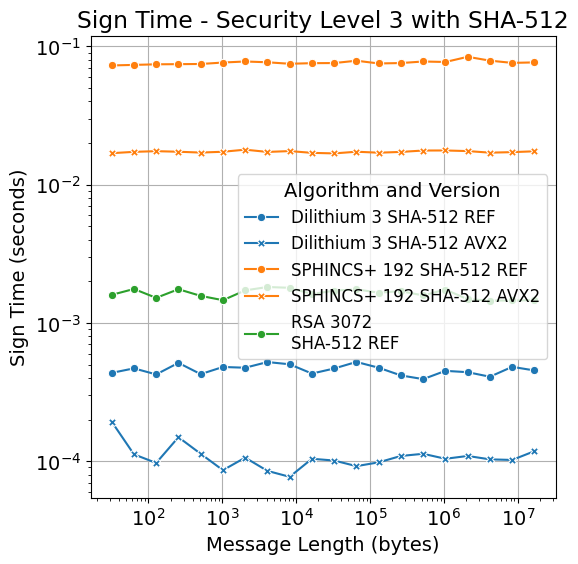 Sign Time - Security Level 3 with SHA-512
10⁻¹
10⁻²
10⁻³
10⁻⁴
Sign Time (seconds)
Algorithm and Version
Dilithium 3 SHA-512 REF
Dilithium 3 SHA-512 AVX2
SPHINCS+ 192 SHA-512 REF
SPHINCS+ 192 SHA-512 AVX2
RSA 3072
SHA-512 REF
10² 10³ 10⁴ 10⁵ 10⁶ 10⁷
Message Length (bytes)